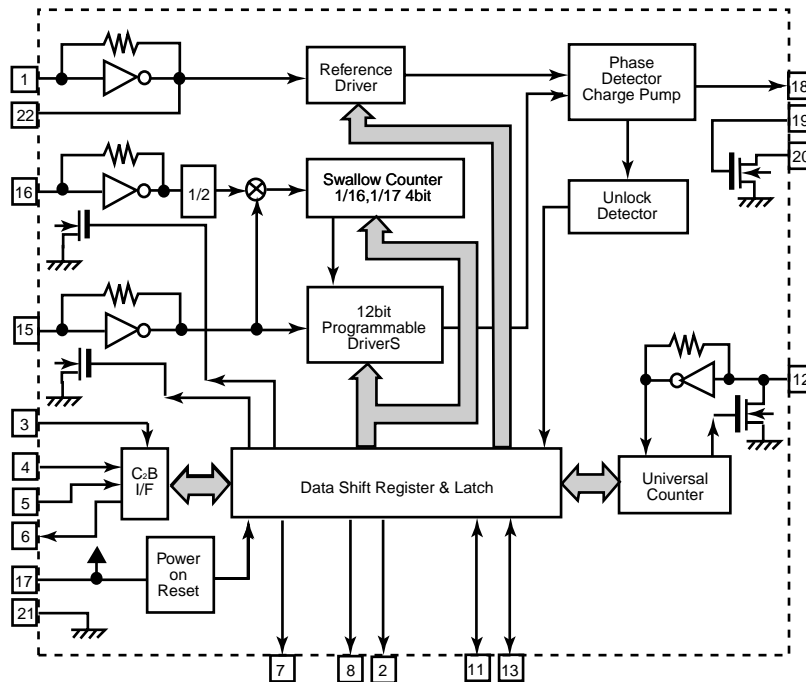 1
Reference
Driver
Phase
Detector
Charge Pump
18
22
19
20
16
1/2
Swallow Counter
1/16,1/17 4bit
Unlock
Detector
15
12bit
Programmable
DriverS
12
3
4
5
6
C2B
I/F
Data Shift Register & Latch
Universal
Counter
17
Power
on
Reset
21
7
8
2
11
13